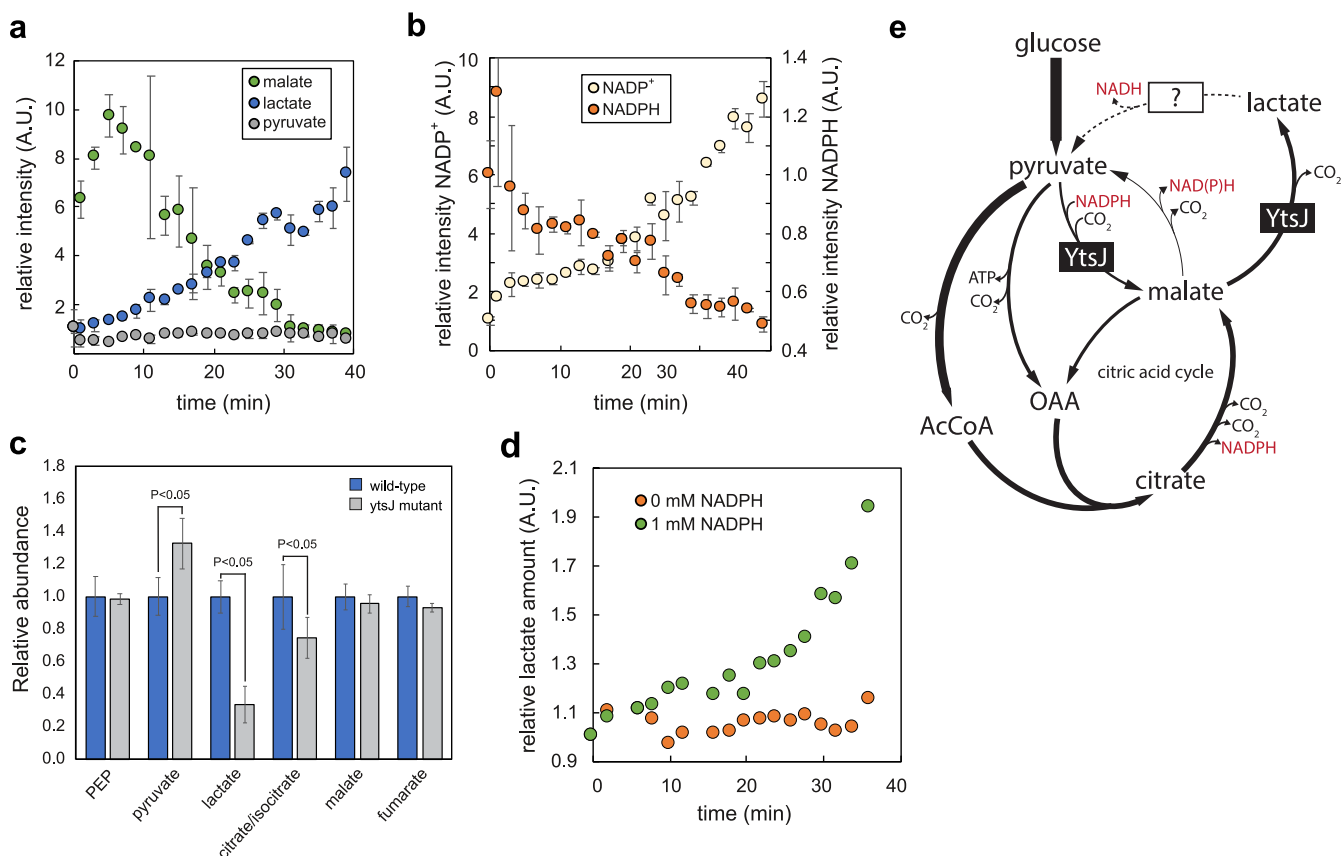 a
12
10
8
6
4
2
0
10
20
30
40
relative intensity (A.U.)
time (min)
malate
lactate
pyruvate
b
10
8
6
4
2
0
1.4
1.2
1.0
0.8
0.6
0.4
0
10
20
30
40
relative intensity NADP⁺ (A.U.)
relative intensity NADPH (A.U.)
time (min)
NADP⁺
NADPH
c
1.8
1.6
1.4
1.2
1.0
0.8
0.6
0.4
0.2
0.0
Relative abundance
P<0.05
P<0.05
P<0.05
wild-type
ytsJ mutant
PEP
pyruvate
lactate
citrate/isocitrate
malate
fumarate
d
2.1
1.9
1.7
1.5
1.3
1.1
0.9
0
10
20
30
40
relative lactate amount (A.U.)
time (min)
0 mM NADPH
1 mM NADPH
e
glucose
NADH
?
lactate
pyruvate
NAD(P)H
CO₂
CO₂
NADPH
CO₂
YtsJ
YtsJ
ATP
CO₂
malate
CO₂
citric acid cycle
OAA
AcCoA
CO₂
CO₂
NADPH
citrate